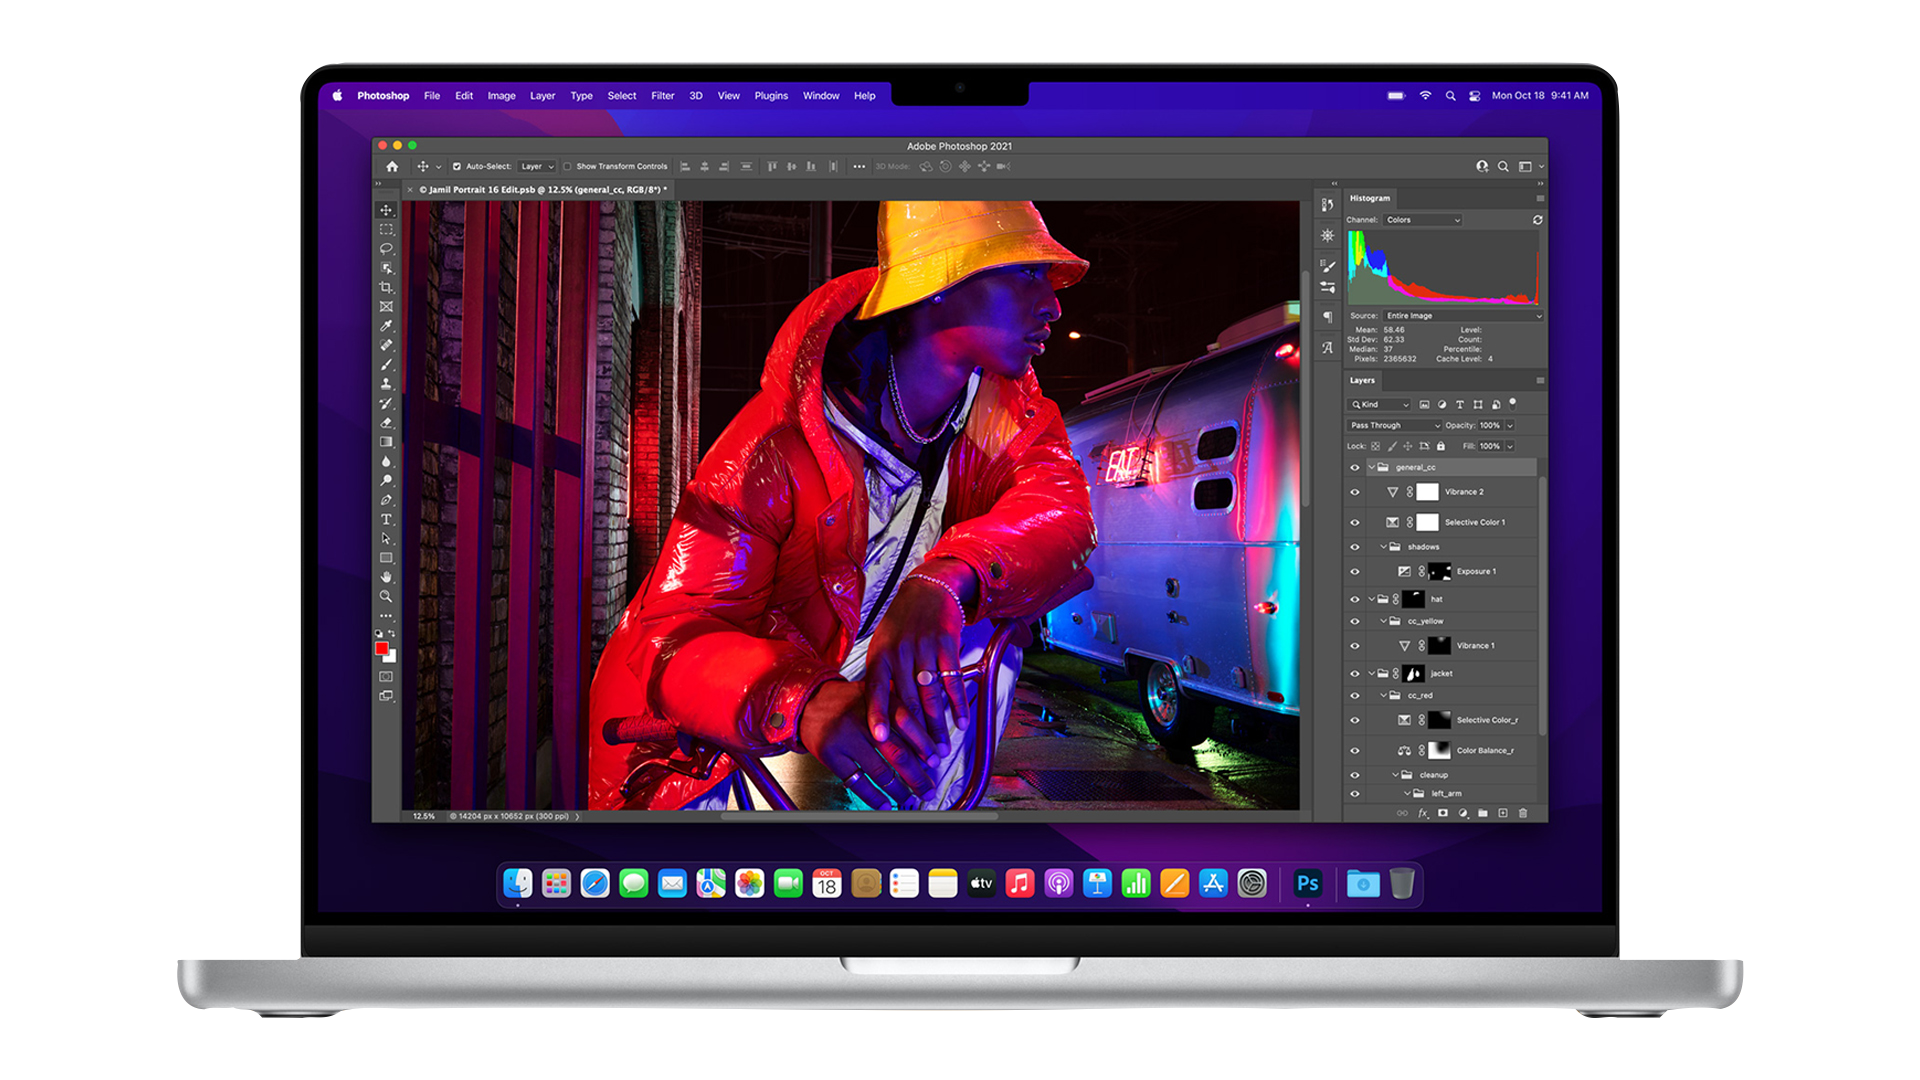 Photoshop File Edit Image Layer Type Select Filter 3D View Plugins Window Help Mon Oct 18 9:41 AM
Adobe Photoshop 2021
Auto-Select: Layer Show Transform Controls 3D Mode:
© Jamil Portrait 16 Edit.psb @ 12.5% (general_cc, RGB/8*) *
Histogram
Channel: Colors
Source: Entire Image
Mean: 58.46 Level:
Std Dev: 62.33 Count:
Median: 37 Percentile:
Pixels: 2365632 Cache Level: 4
Layers
Kind
Pass Through Opacity: 100%
Lock: Fill: 100%
general_cc
EAT
Vibrance 2
Selective Color 1
shadows
Exposure 1
hat
cc_yellow
Vibrance 1
jacket
cc_red
Selective Color_r
Color Balance_r
cleanup
left_arm
12.5% © 14204 px x 10652 px (300 ppi)
fx
OCT
18
tv
Ps